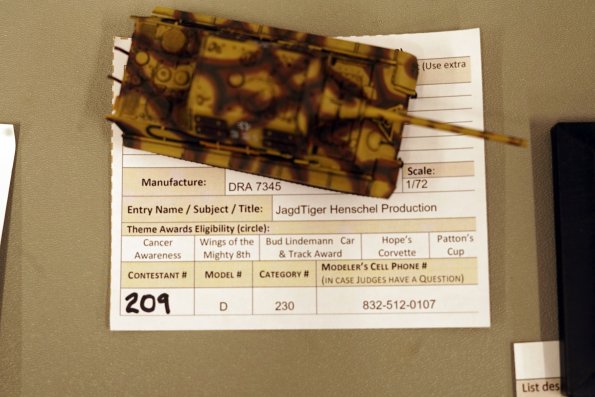 (Use extra
Manufacture: DRA 7345 Scale: 1/72
Entry Name / Subject / Title: JagdTiger Henschel Production
Theme Awards Eligibility (circle):
Cancer Awareness Wings of the Mighty 8th Bud Lindemann Car & Track Award Hope's Corvette Patton's Cup
CONTESTANT # MODEL # CATEGORY # MODELER'S CELL PHONE #
(IN CASE JUDGES HAVE A QUESTION)
209 D 230 832-512-0107
List des